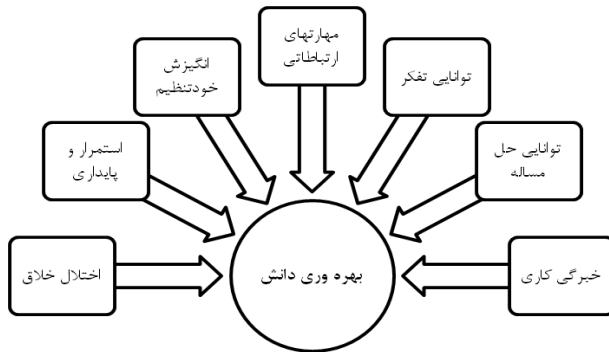 مهارتهای
ارتباطاتی
انگیزش
خودتنظیم
توانایی تفکر
استمرار و
پایداری
توانایی حل
مساله
اختلال خلاق
بهره وری دانش
خبرگی کاری